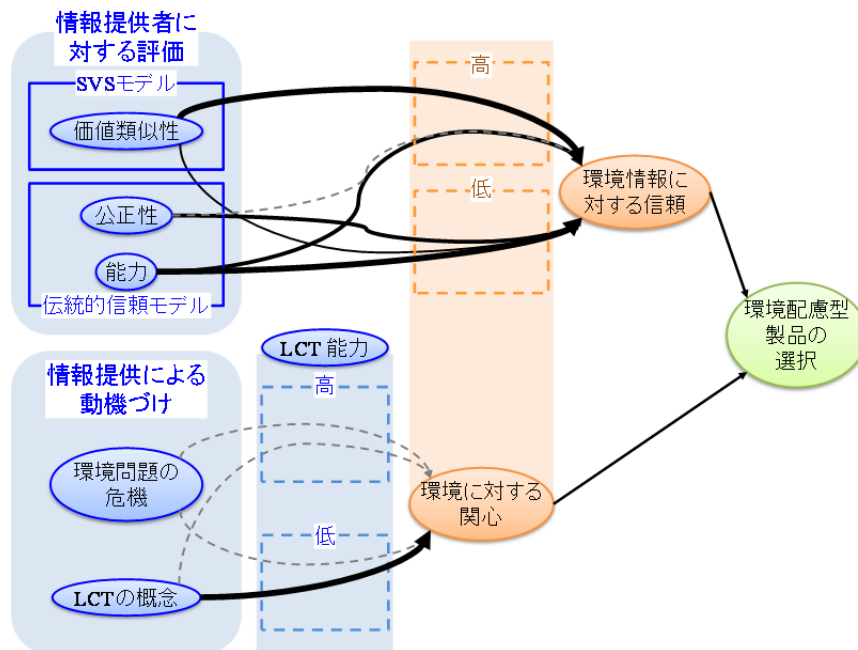 情報提供者に
対する評価
SVSモデル
価値類似性
公正性
能力
伝統的信頼モデル
高
低
環境情報に
対する信頼
環境配慮型
製品の
選択
情報提供による
動機づけ
LCT 能力
高
低
環境問題の
危機
LCTの概念
環境に対する
関心